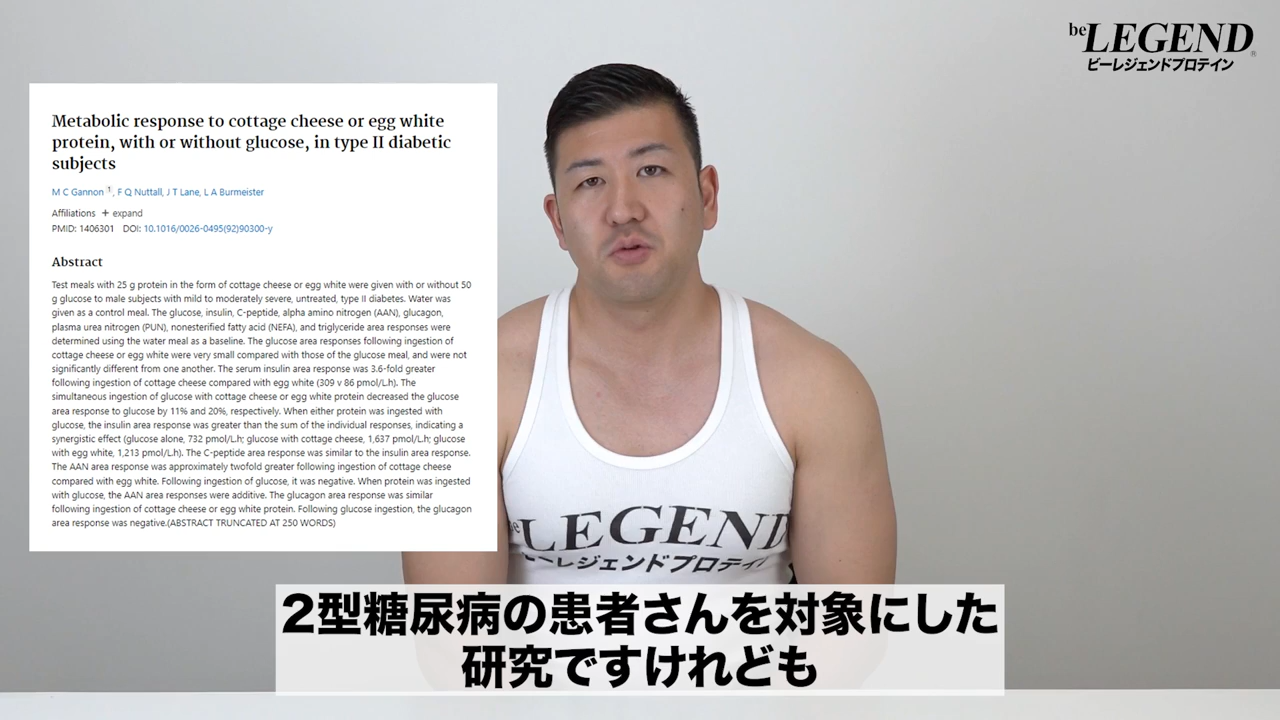 be LEGEND®
ビーレジェンドプロテイン
Metabolic response to cottage cheese or egg white
protein, with or without glucose, in type II diabetic
subjects
M C Gannon 1, F Q Nuttall, J T Lane, L A Burmeister
Affiliations + expand
PMID: 1406301 DOI: 10.1016/0026-0495(92)90300-y
Abstract
Test meals with 25 g protein in the form of cottage cheese or egg white were given with or without 50
g glucose to male subjects with mild to moderately severe, untreated, type II diabetes. Water was
given as a control meal. The glucose, insulin, C-peptide, alpha amino nitrogen (AAN), glucagon,
plasma urea nitrogen (PUN), nonesterified fatty acid (NEFA), and triglyceride area responses were
determined using the water meal as a baseline. The glucose area responses following ingestion of
cottage cheese or egg white were very small compared with those of the glucose meal, and were not
significantly different from one another. The serum insulin area response was 3.6-fold greater
following ingestion of cottage cheese compared with egg white (309 v 86 pmol/L.h). The
simultaneous ingestion of glucose with cottage cheese or egg white protein decreased the glucose
area response to glucose by 11% and 20%, respectively. When either protein was ingested with
glucose, the insulin area response was greater than the sum of the individual responses, indicating a
synergistic effect (glucose alone, 732 pmol/L.h; glucose with cottage cheese, 1,637 pmol/L.h; glucose
with egg white, 1,213 pmol/L.h). The C-peptide area response was similar to the insulin area response.
The AAN area response was approximately twofold greater following ingestion of cottage cheese
compared with egg white. Following ingestion of glucose, it was negative. When protein was ingested
with glucose, the AAN area responses were additive. The glucagon area response was similar
following ingestion of cottage cheese or egg white protein. Following glucose ingestion, the glucagon
area response was negative.(ABSTRACT TRUNCATED AT 250 WORDS)
be LEGEND
ビーレジェンドプロテイン
2型糖尿病の患者さんを対象にした
研究ですけれども